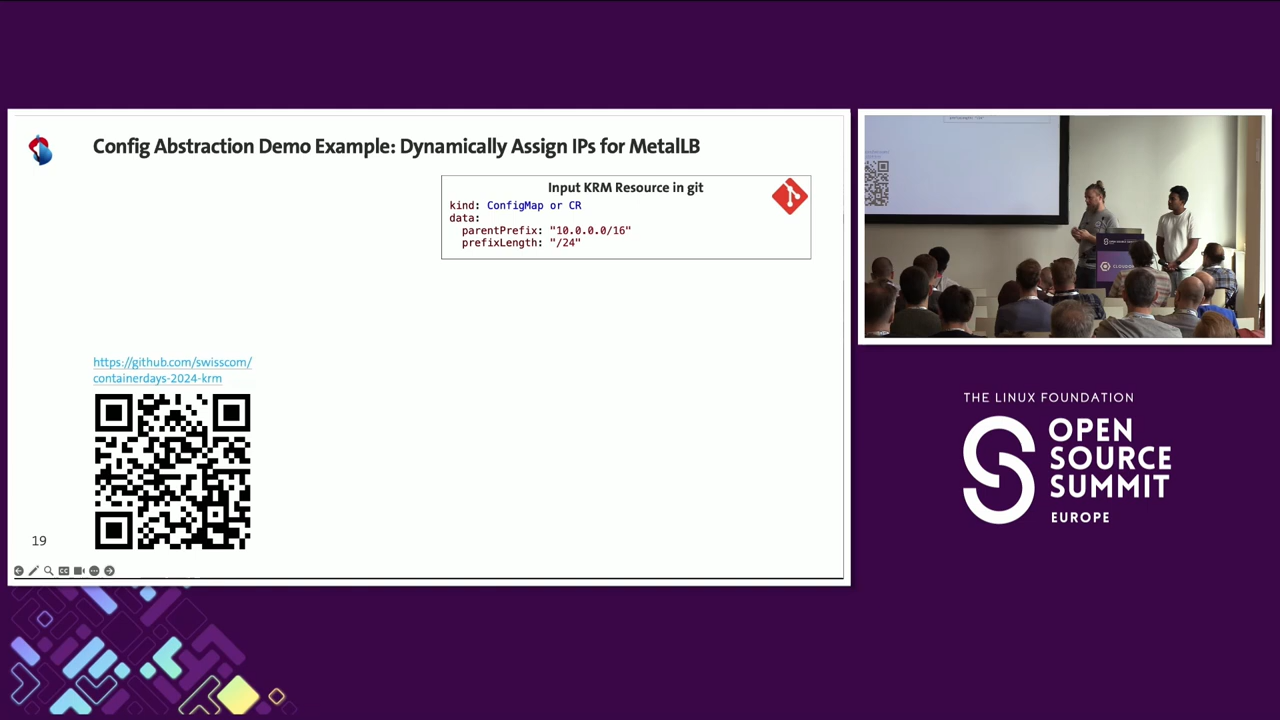 Config Abstraction Demo Example: Dynamically Assign IPs for MetalLB
Input KRM Resource in git
kind: ConfigMap or CR
data:
parentPrefix: "10.0.0.0/16"
prefixLength: "/24"
https://github.com/swisscom/
containerdays-2024-krm
19
THE LINUX FOUNDATION
OPEN
SOURCE
SUMMIT
EUROPE